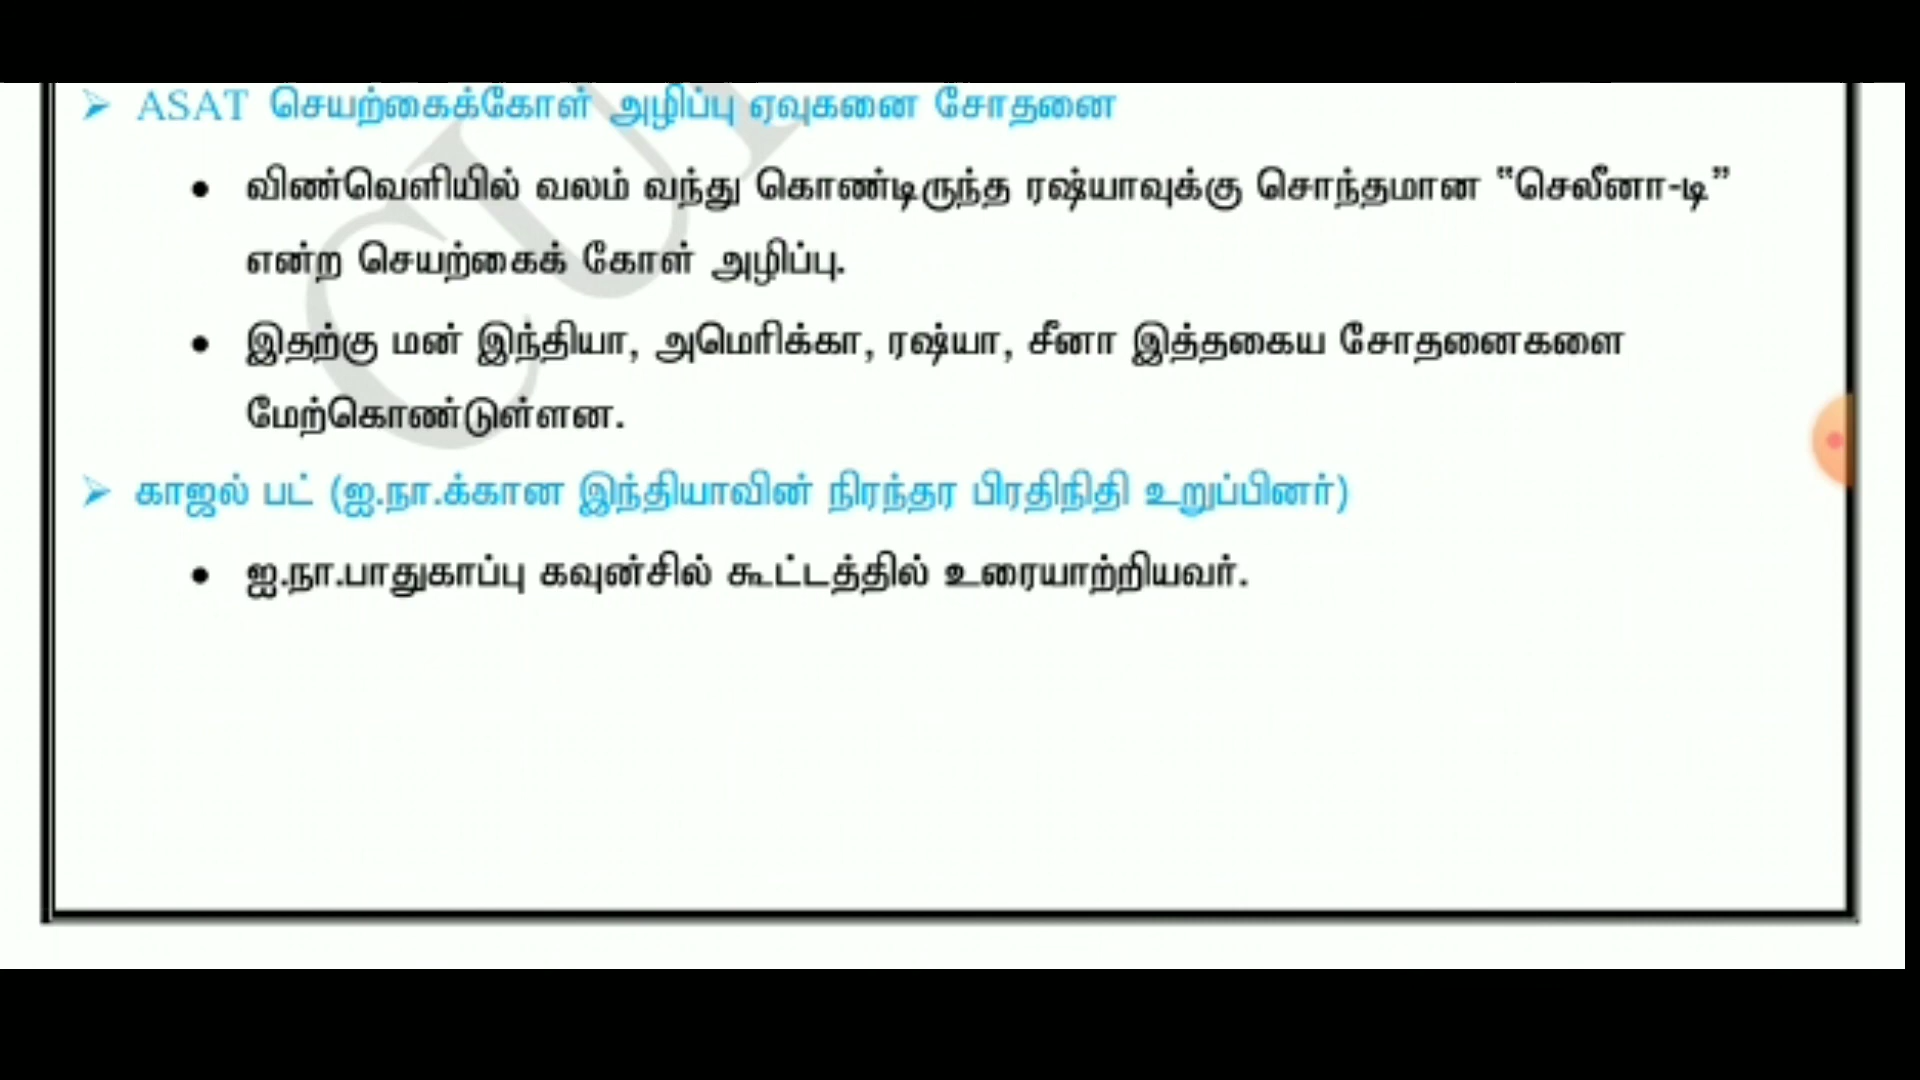 ➢ ASAT செயற்கைக்கோள் அழிப்பு ஏவுகனை சோதனை
• விண்வெளியில் வலம் வந்து கொண்டிருந்த ரஷ்யாவுக்கு சொந்தமான “செலீனா-டி”
என்ற செயற்கைக் கோள் அழிப்பு.
• இதற்கு மன் இந்தியா, அமெரிக்கா, ரஷ்யா, சீனா இத்தகைய சோதனைகளை
மேற்கொண்டுள்ளன.
➢ காஜல் பட் (ஐ.நா.க்கான இந்தியாவின் நிரந்தர பிரதிநிதி உறுப்பினர்)
• ஐ.நா.பாதுகாப்பு கவுன்சில் கூட்டத்தில் உரையாற்றியவர்.